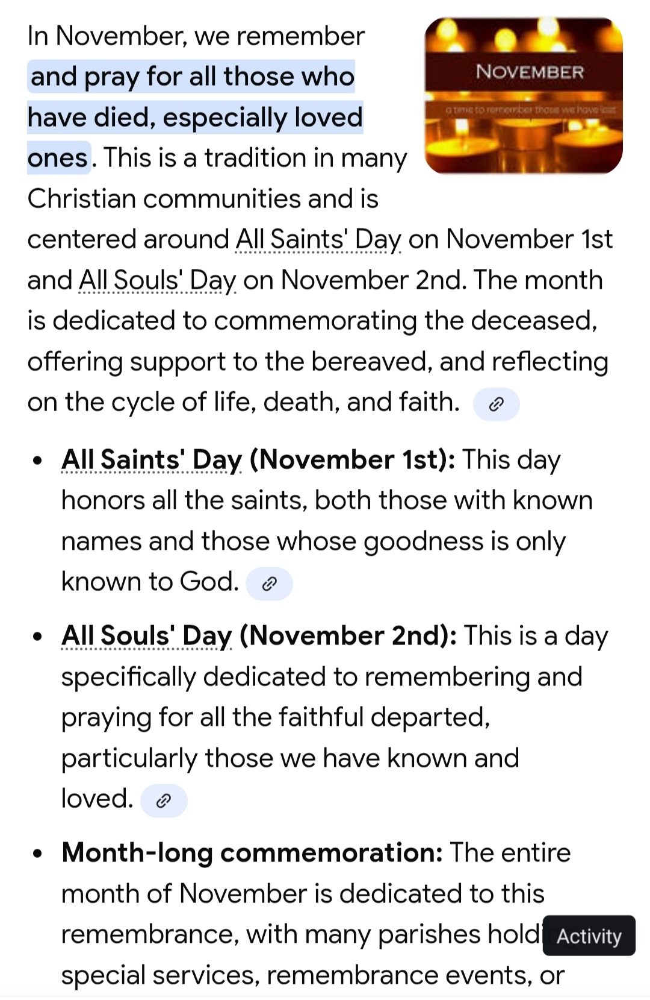 In November, we remember
and pray for all those who
have died, especially loved
ones. This is a tradition in many
Christian communities and is
centered around All Saints' Day on November 1st
and All Souls' Day on November 2nd. The month
is dedicated to commemorating the deceased,
offering support to the bereaved, and reflecting
on the cycle of life, death, and faith.
NOVEMBER
a time to remember those we have lost
• All Saints' Day (November 1st): This day
honors all the saints, both those with known
names and those whose goodness is only
known to God.
• All Souls' Day (November 2nd): This is a day
specifically dedicated to remembering and
praying for all the faithful departed,
particularly those we have known and
loved.
• Month-long commemoration: The entire
month of November is dedicated to this
remembrance, with many parishes holdi
Activity
special services, remembrance events, or